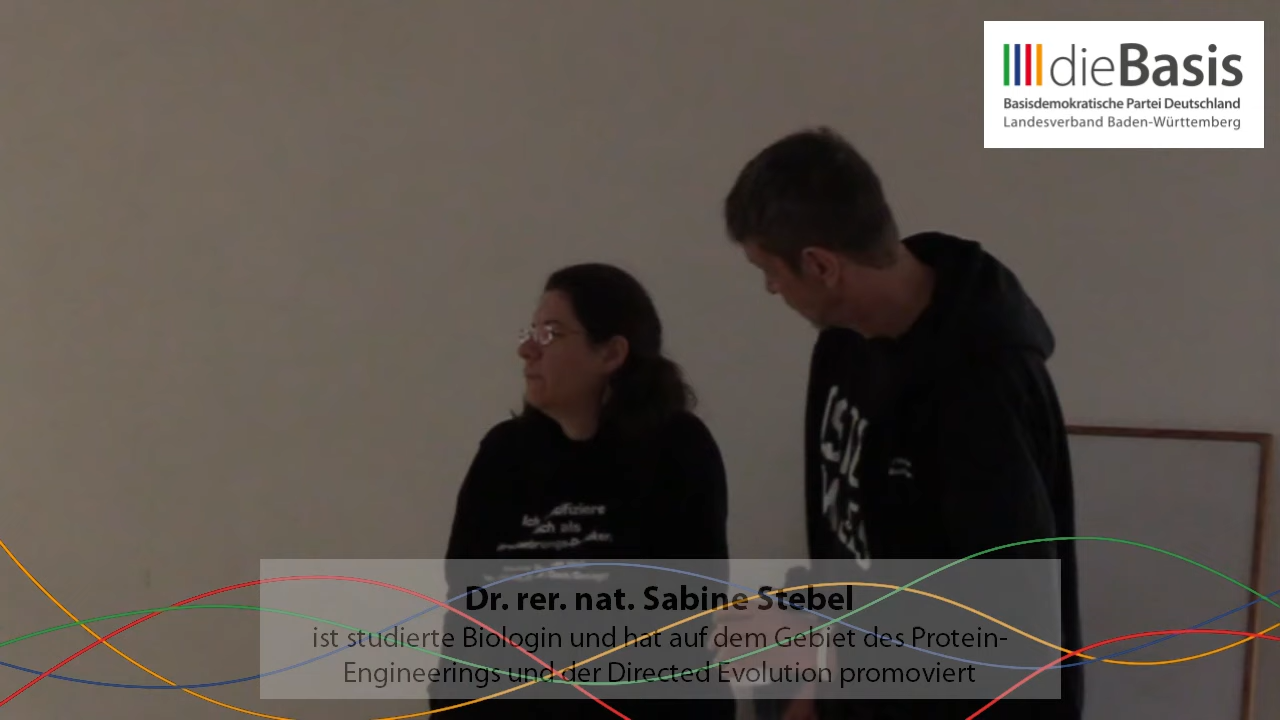 dieBasis
Basisdemokratische Partei Deutschland
Landesverband Baden-Württemberg
als
Dr. rer. nat. Sabine Stebel
ist studierte Biologin und hat auf dem Gebiet des Protein-
Engineerings und der Directed Evolution promoviert